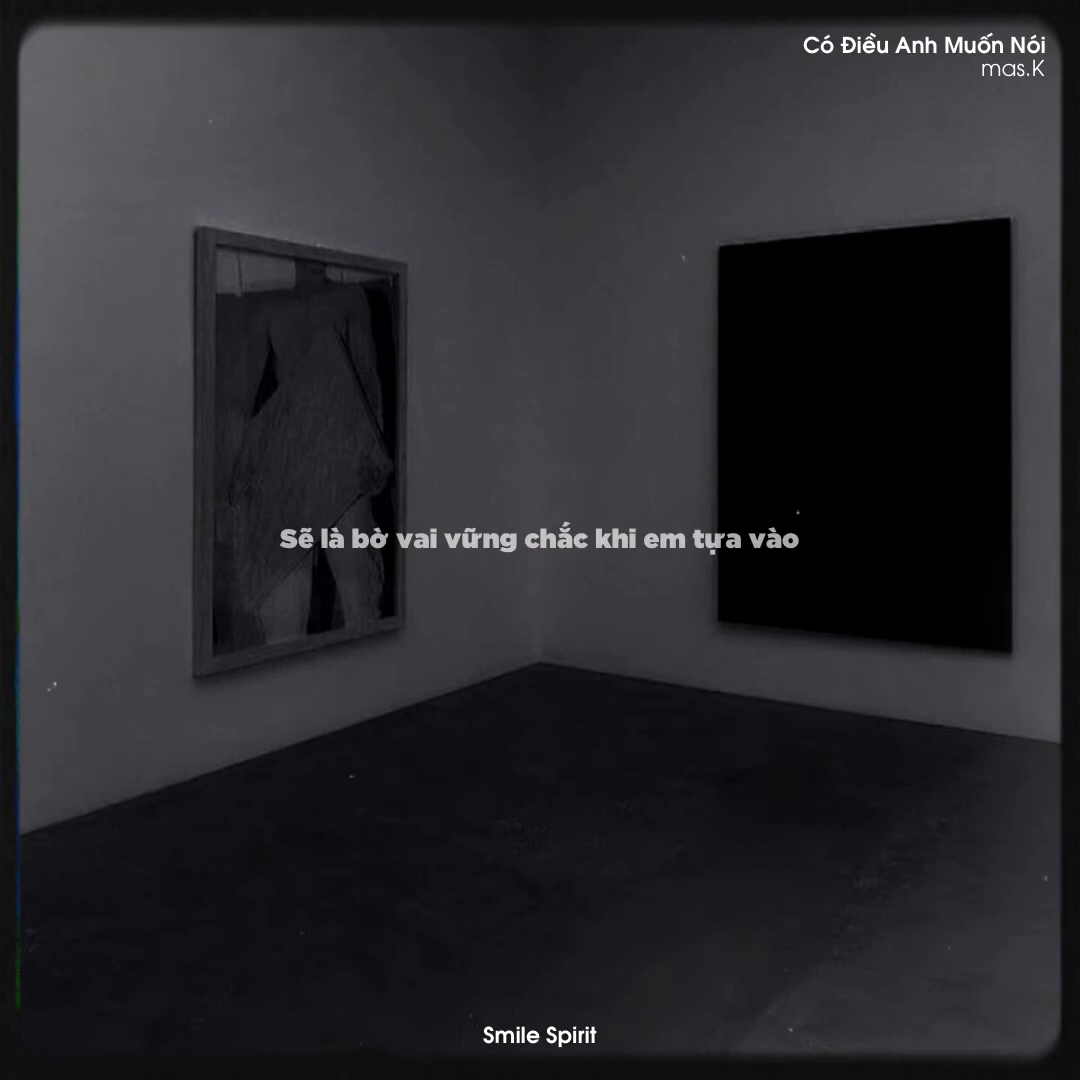 Có Điều Anh Muốn Nói
mas.K
Sẽ là bờ vai vững chắc khi em tựa vào
Smile Spirit